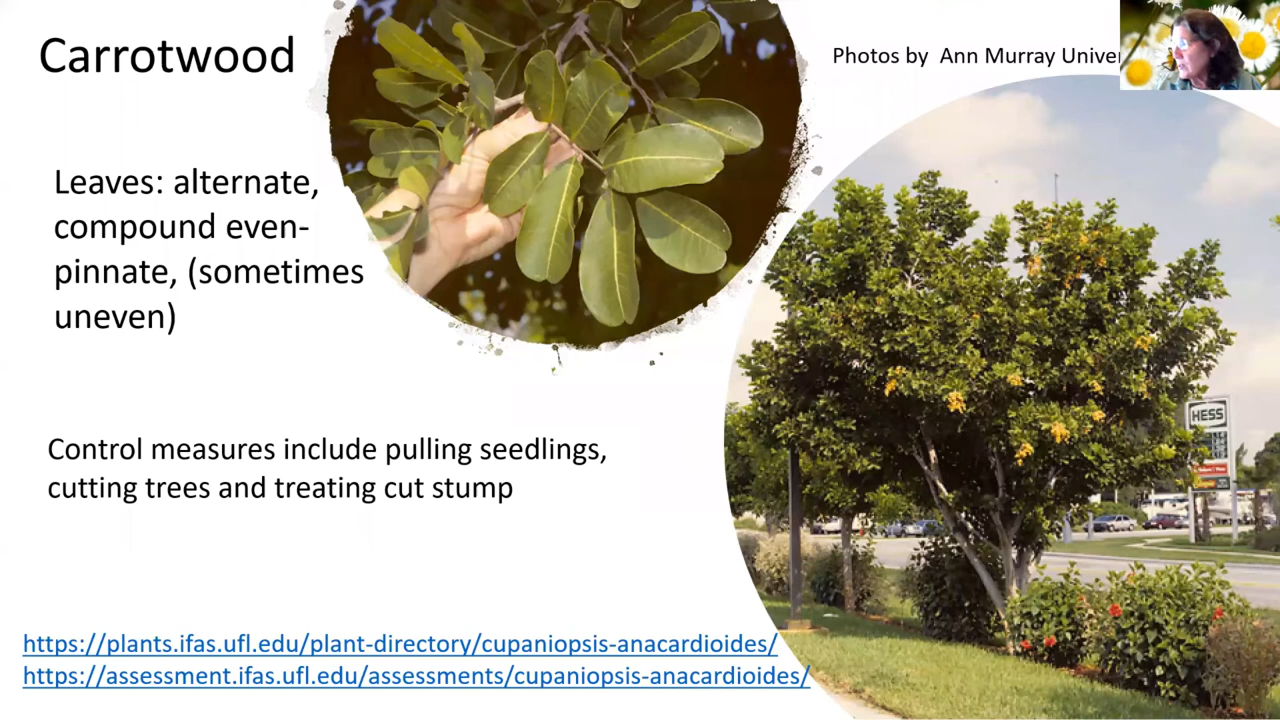 Carrotwood
Photos by Ann Murray
Leaves: alternate,
compound even-
pinnate, (sometimes
uneven)
Control measures include pulling seedlings,
cutting trees and treating cut stump
https://plants.ifas.ufl.edu/plant-directory/cupaniopsis-anacardioides/
https://assessment.ifas.ufl.edu/assessments/cupaniopsis-anacardioides/
HESS